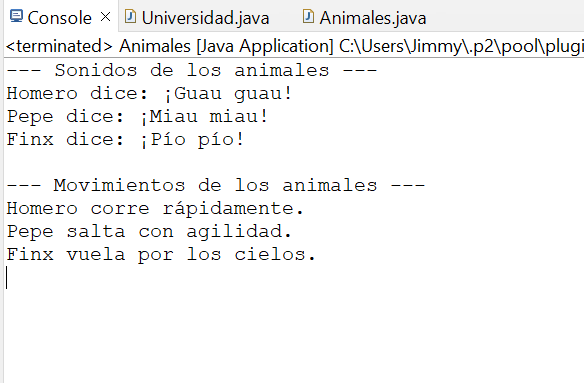 Console Universidad.java Animales.java
<terminated> Animales [Java Application] C:\Users\Jimmy\.p2\pool\plugi
--- Sonidos de los animales ---
Homero dice: ¡Guau guau!
Pepe dice: ¡Miau miau!
Finx dice: ¡Pío pío!
--- Movimientos de los animales ---
Homero corre rápidamente.
Pepe salta con agilidad.
Finx vuela por los cielos.